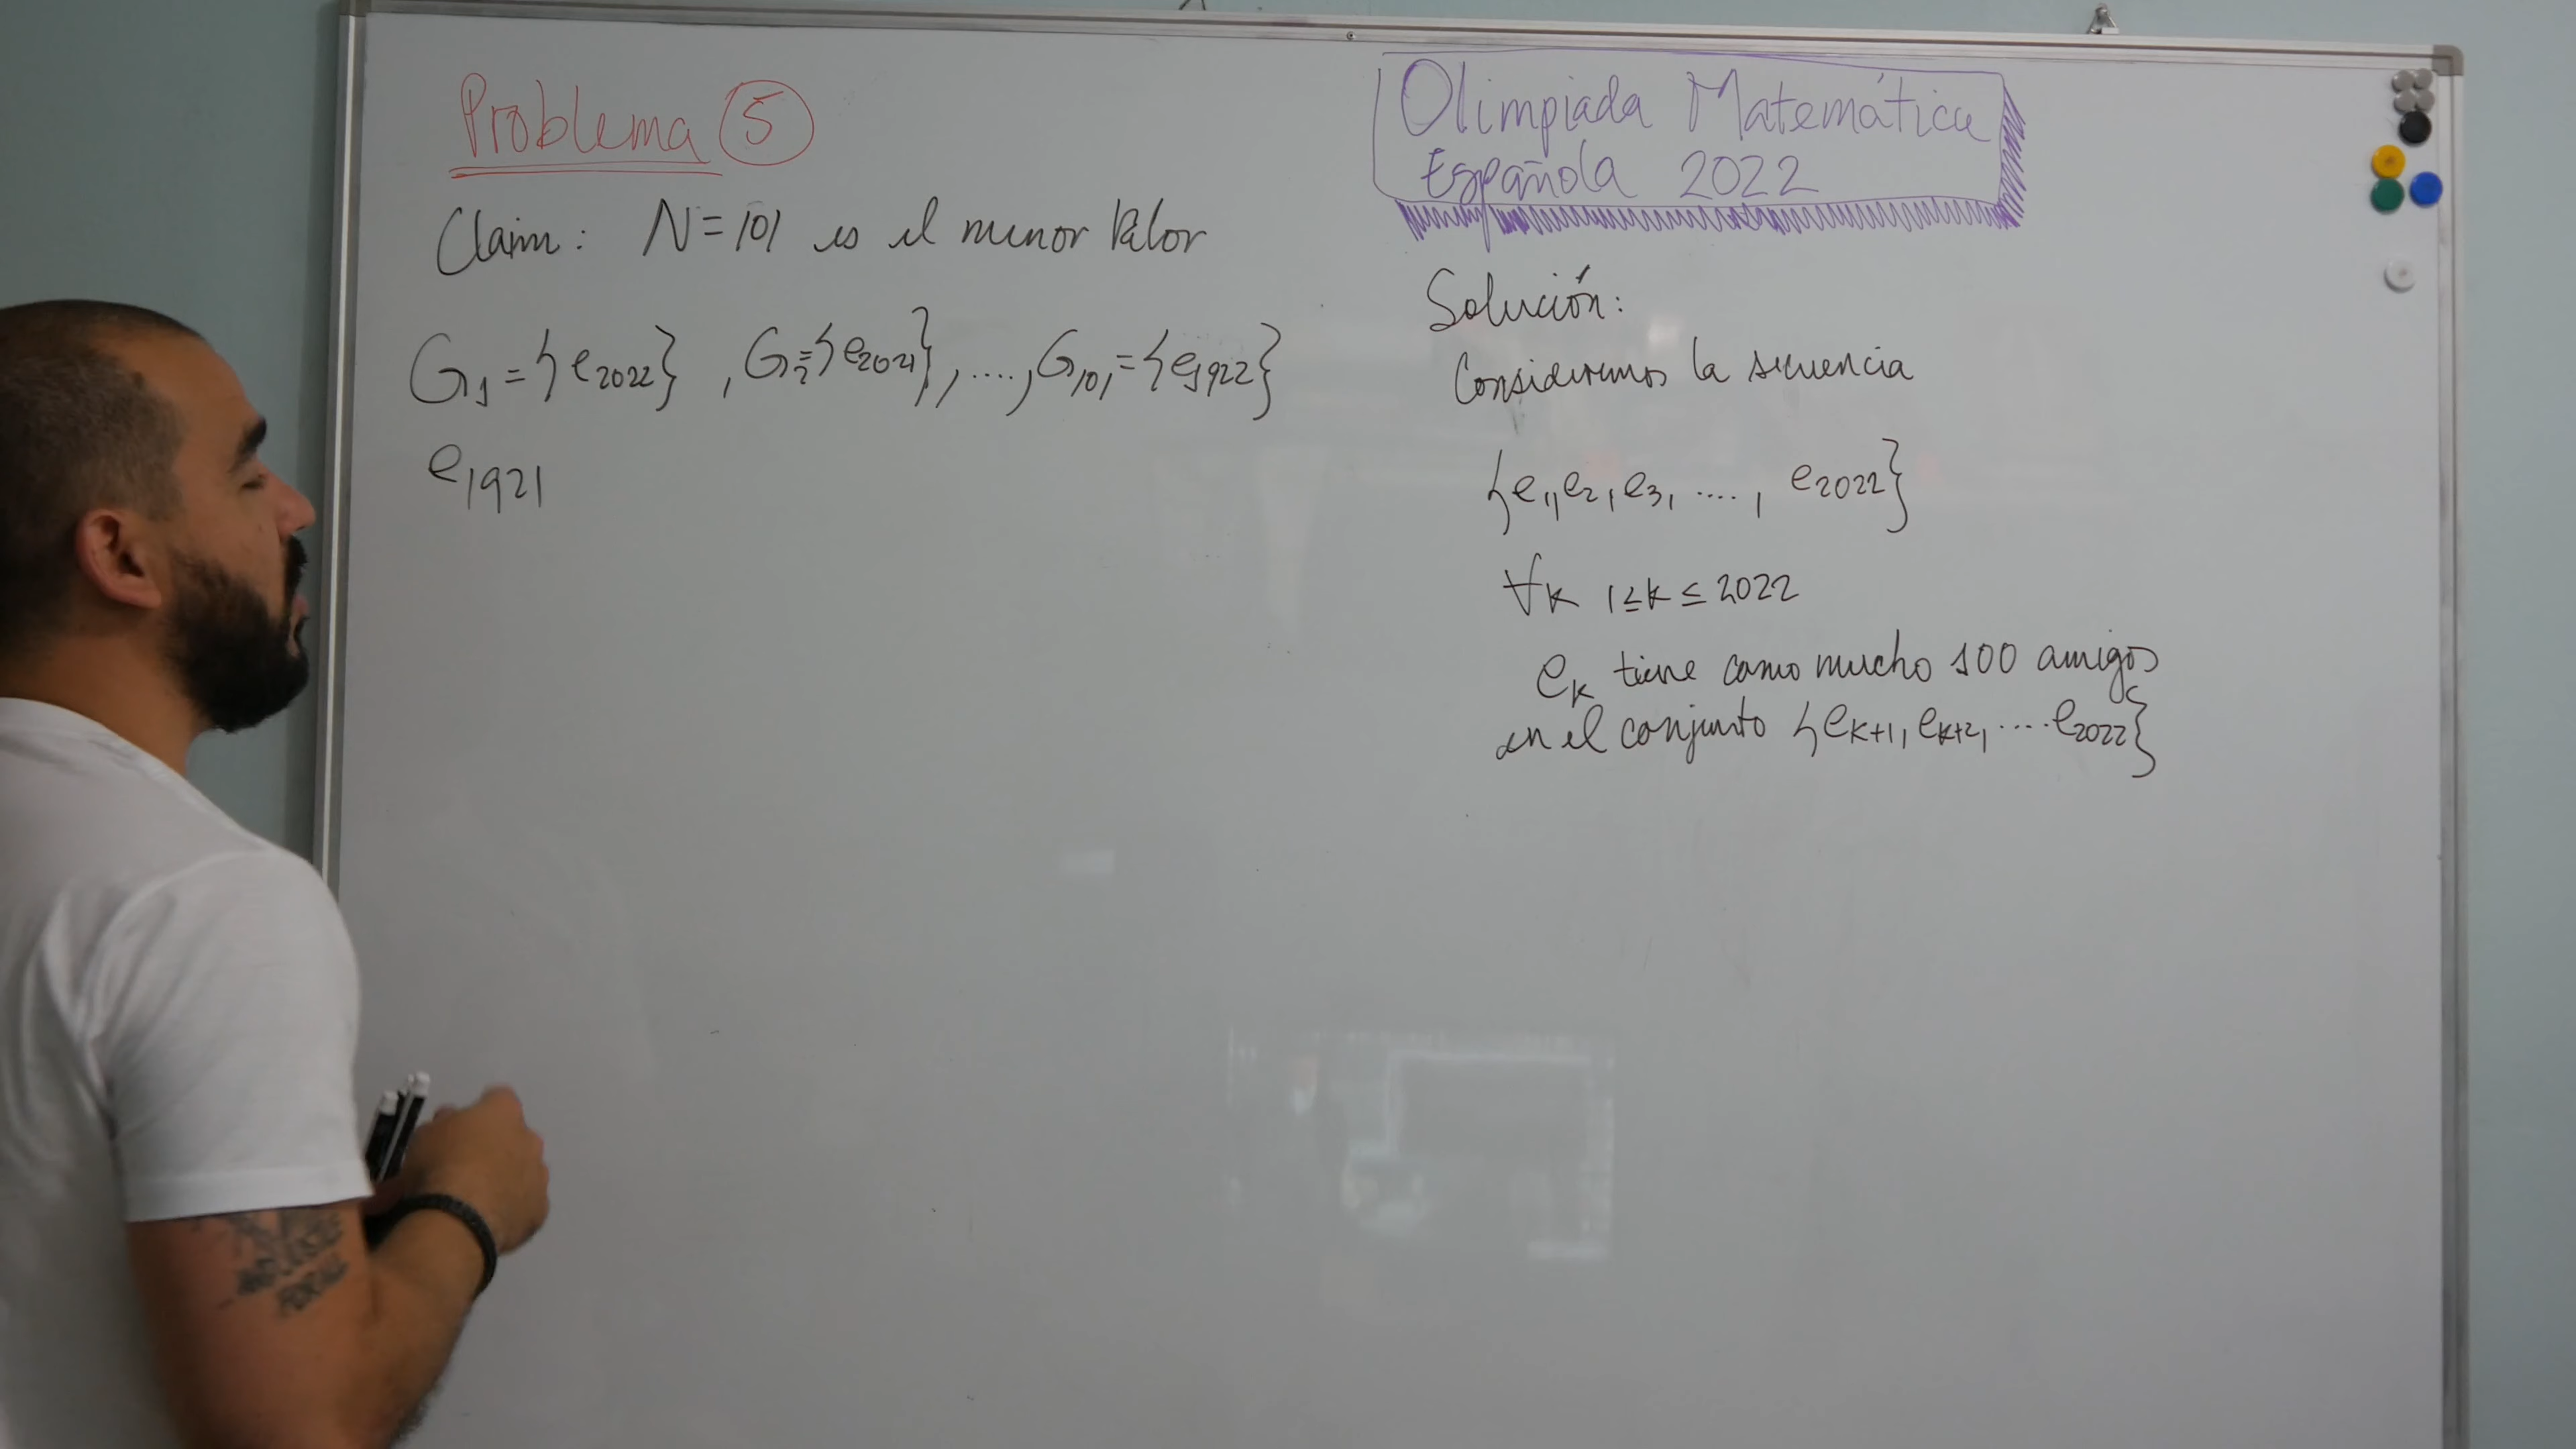 Problema 5
Claim: N=101 es el menor valor
G₁={e₂₀₂₂}, G₂={e₂₀₂₁}, ...., G₁₀₁={e₁₉₂₂}
e₁₉₂₁
Olimpiada Matemática
Española 2022
Solución:
Consideremos la secuencia
{e₁,e₂,e₃, ...., e₂₀₂₂}
∀k 1≤k≤2022
eₖ tiene como mucho 100 amigos
en el conjunto {eₖ₊₁, eₖ₊₂, .... e₂₀₂₂}